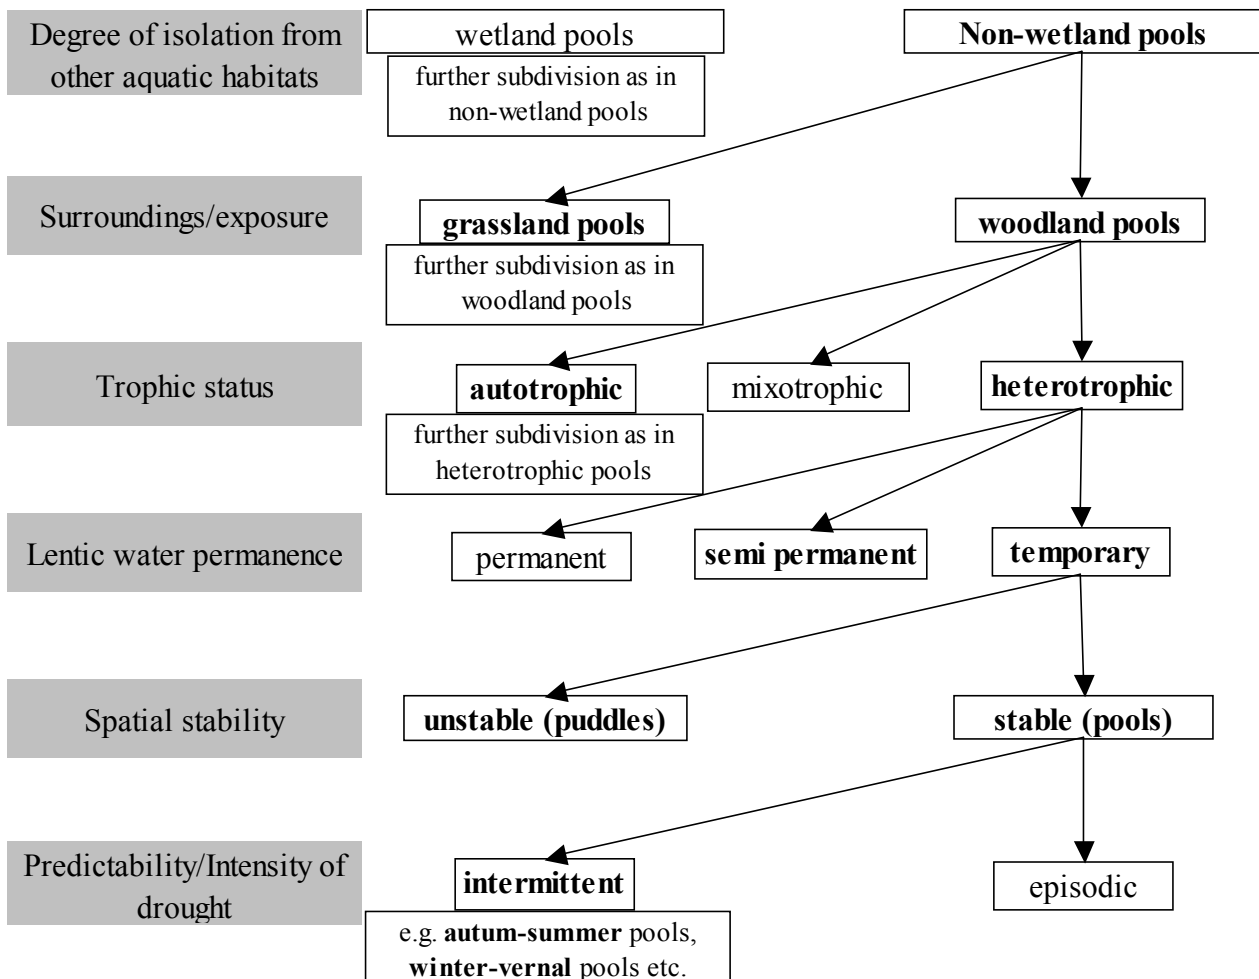 Degree of isolation from
other aquatic habitats
wetland pools
further subdivision as in
non-wetland pools
Non-wetland pools
Surroundings/exposure
grassland pools
further subdivision as in
woodland pools
woodland pools
Trophic status
autotrophic
further subdivision as in
heterotrophic pools
mixotrophic
heterotrophic
Lentic water permanence
permanent
semi permanent
temporary
Spatial stability
unstable (puddles)
stable (pools)
Predictability/Intensity of
drought
intermittent
e.g. autum-summer pools,
winter-vernal pools etc.
episodic